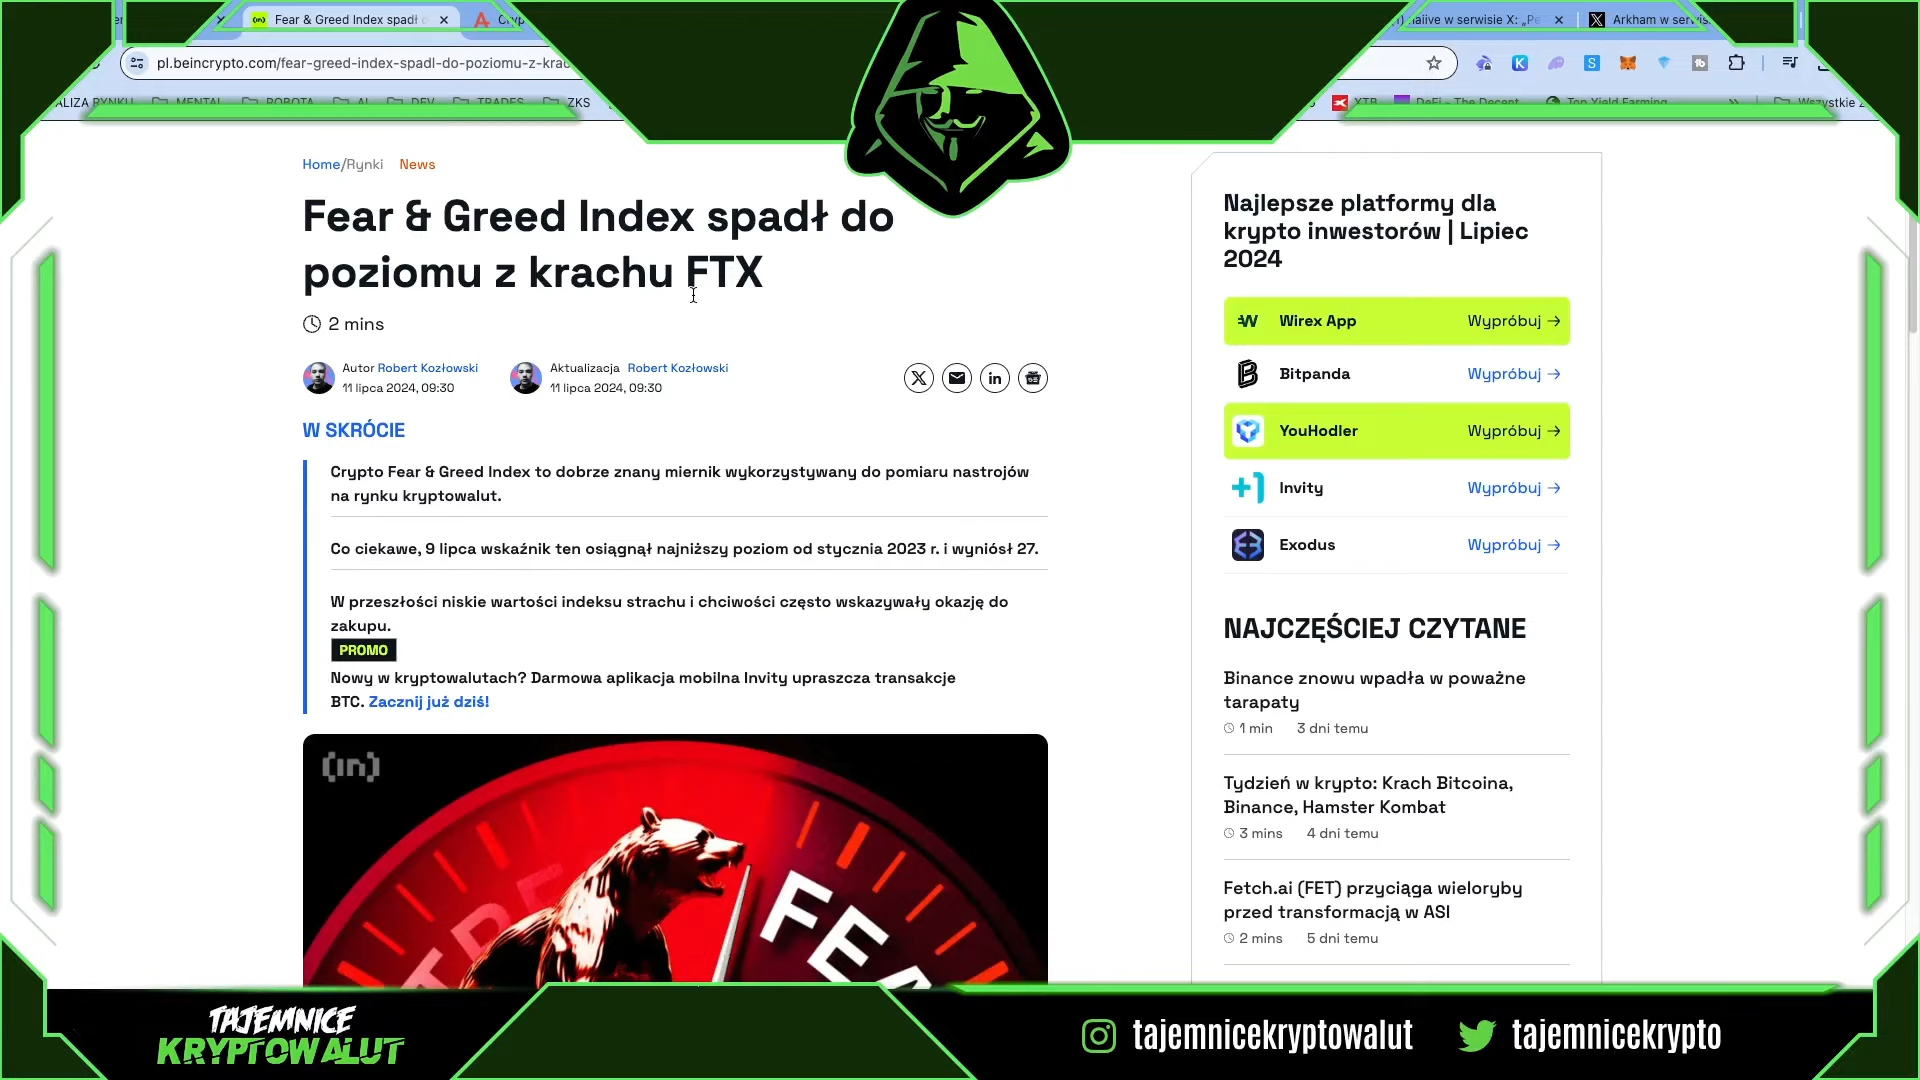 Fear & Greed Index spadł
Cryp
naiive w serwisie X: „Pe
Arkham w serwis
pl.beincrypto.com/fear-greed-index-spadl-do-poziomu-z-krac
ALIZA RYNKU
MENTAL
ROBOTA
AI
DEV
TRADES
ZKS
XTB
DeFi - The Decent
Top Yield Farming
»
Wszystkie z
Home/Rynki News
Fear & Greed Index spadł do
poziomu z krachu FTX
2 mins
Autor Robert Kozłowski
11 lipca 2024, 09:30
Aktualizacja Robert Kozłowski
11 lipca 2024, 09:30
W SKRÓCIE
Crypto Fear & Greed Index to dobrze znany miernik wykorzystywany do pomiaru nastrojów
na rynku kryptowalut.
Co ciekawe, 9 lipca wskaźnik ten osiągnął najniższy poziom od stycznia 2023 r. i wyniósł 27.
W przeszłości niskie wartości indeksu strachu i chciwości często wskazywały okazję do
zakupu.
PROMO
Nowy w kryptowalutach? Darmowa aplikacja mobilna Invity upraszcza transakcje
BTC. Zacznij już dziś!
(in)
FEA
Najlepsze platformy dla
krypto inwestorów | Lipiec
2024
Wirex App Wypróbuj →
Bitpanda Wypróbuj →
YouHodler Wypróbuj →
Invity Wypróbuj →
Exodus Wypróbuj →
NAJCZĘŚCIEJ CZYTANE
Binance znowu wpadła w poważne
tarapaty
1 min 3 dni temu
Tydzień w krypto: Krach Bitcoina,
Binance, Hamster Kombat
3 mins 4 dni temu
Fetch.ai (FET) przyciąga wieloryby
przed transformacją w ASI
2 mins 5 dni temu
TAJEMNICE
KRYPTOWALUT
tajemnicekryptowalut
tajemnicekrypto